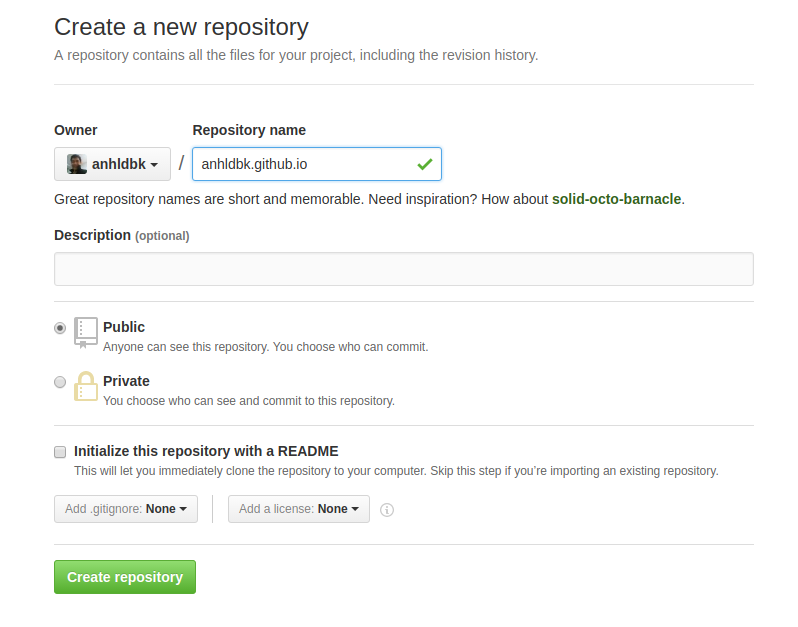 Create a new repository
A repository contains all the files for your project, including the revision history.
Owner Repository name
anhldbk / anhldbk.github.io
Great repository names are short and memorable. Need inspiration? How about solid-octo-barnacle.
Description (optional)
Public
Anyone can see this repository. You choose who can commit.
Private
You choose who can see and commit to this repository.
Initialize this repository with a README
This will let you immediately clone the repository to your computer. Skip this step if you're importing an existing repository.
Add .gitignore: None Add a license: None
Create repository